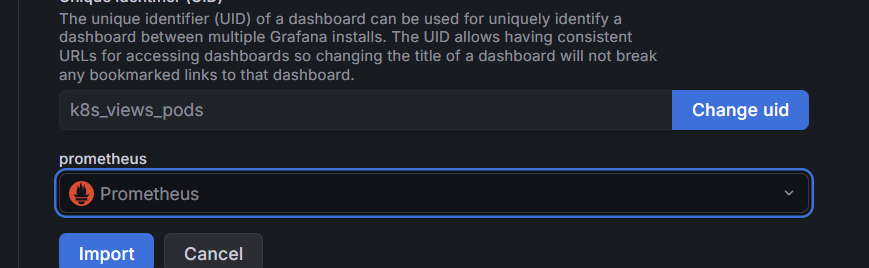 Unique identifier (UID)
The unique identifier (UID) of a dashboard can be used for uniquely identify a
dashboard between multiple Grafana installs. The UID allows having consistent
URLs for accessing dashboards so changing the title of a dashboard will not break
any bookmarked links to that dashboard.
k8s_views_pods
Change uid
prometheus
Prometheus
Import
Cancel